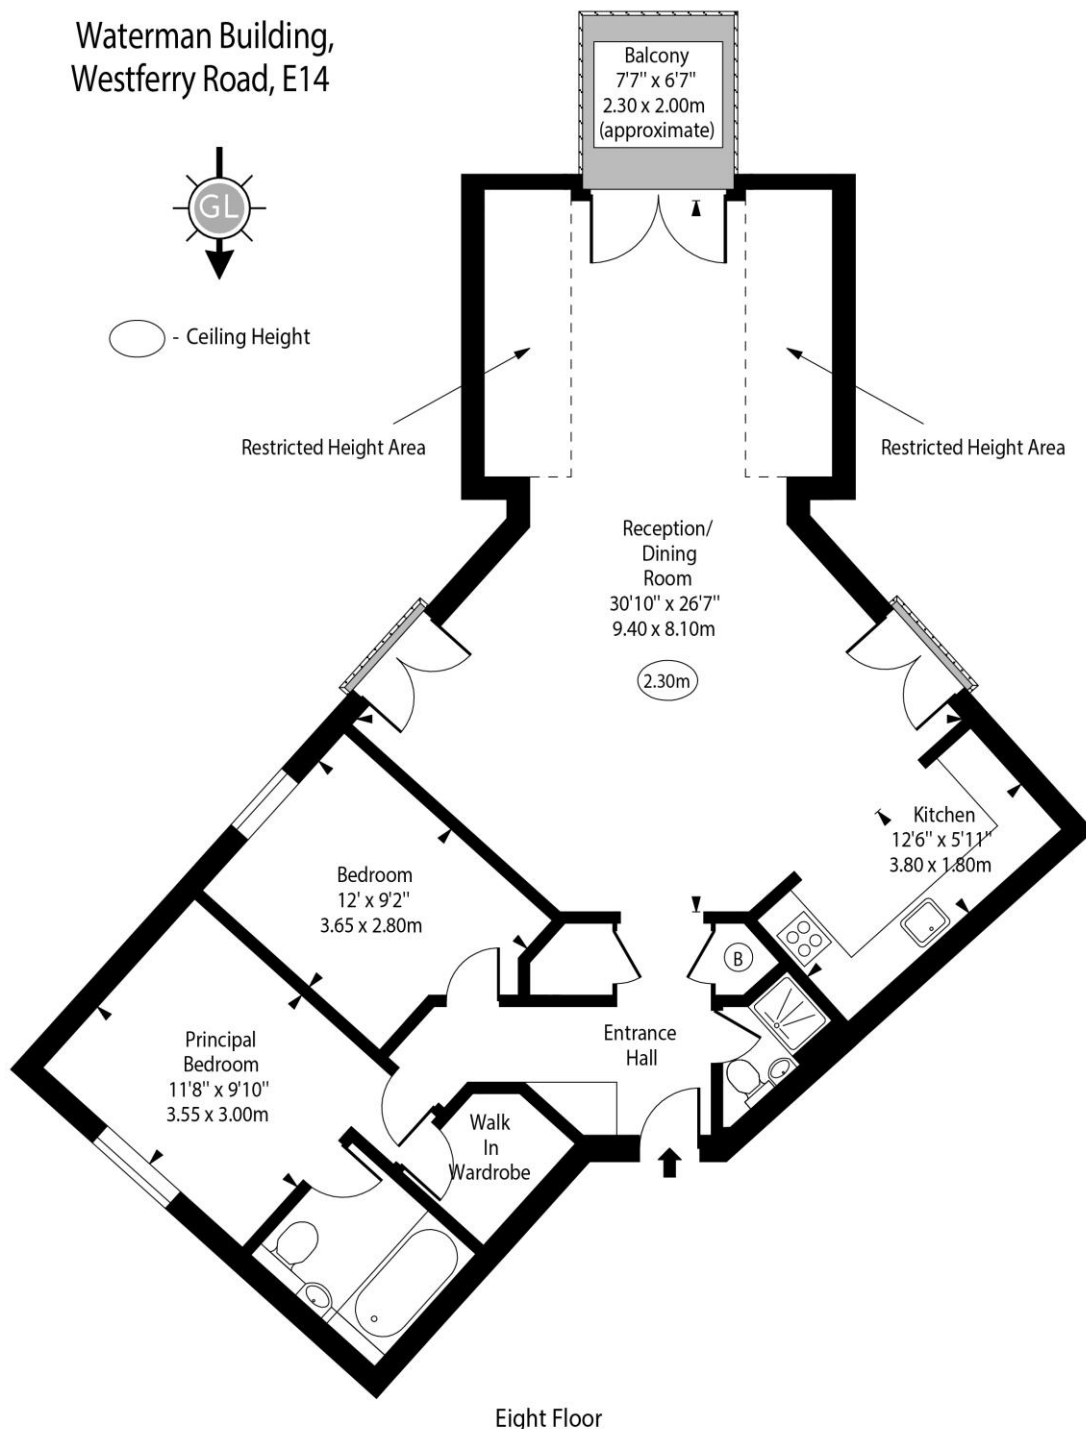 Waterman Building,
Westferry Road, E14
GL
- Ceiling Height
Balcony
7'7" x 6'7"
2.30 x 2.00m
(approximate)
Restricted Height Area
Restricted Height Area
Reception/
Dining
Room
30'10" x 26'7"
9.40 x 8.10m
2.30m
Kitchen
12'6" x 5'11"
3.80 x 1.80m
Bedroom
12' x 9'2"
3.65 x 2.80m
B
Principal
Bedroom
11'8" x 9'10"
3.55 x 3.00m
Entrance
Hall
Walk
In
Wardrobe
Eight Floor